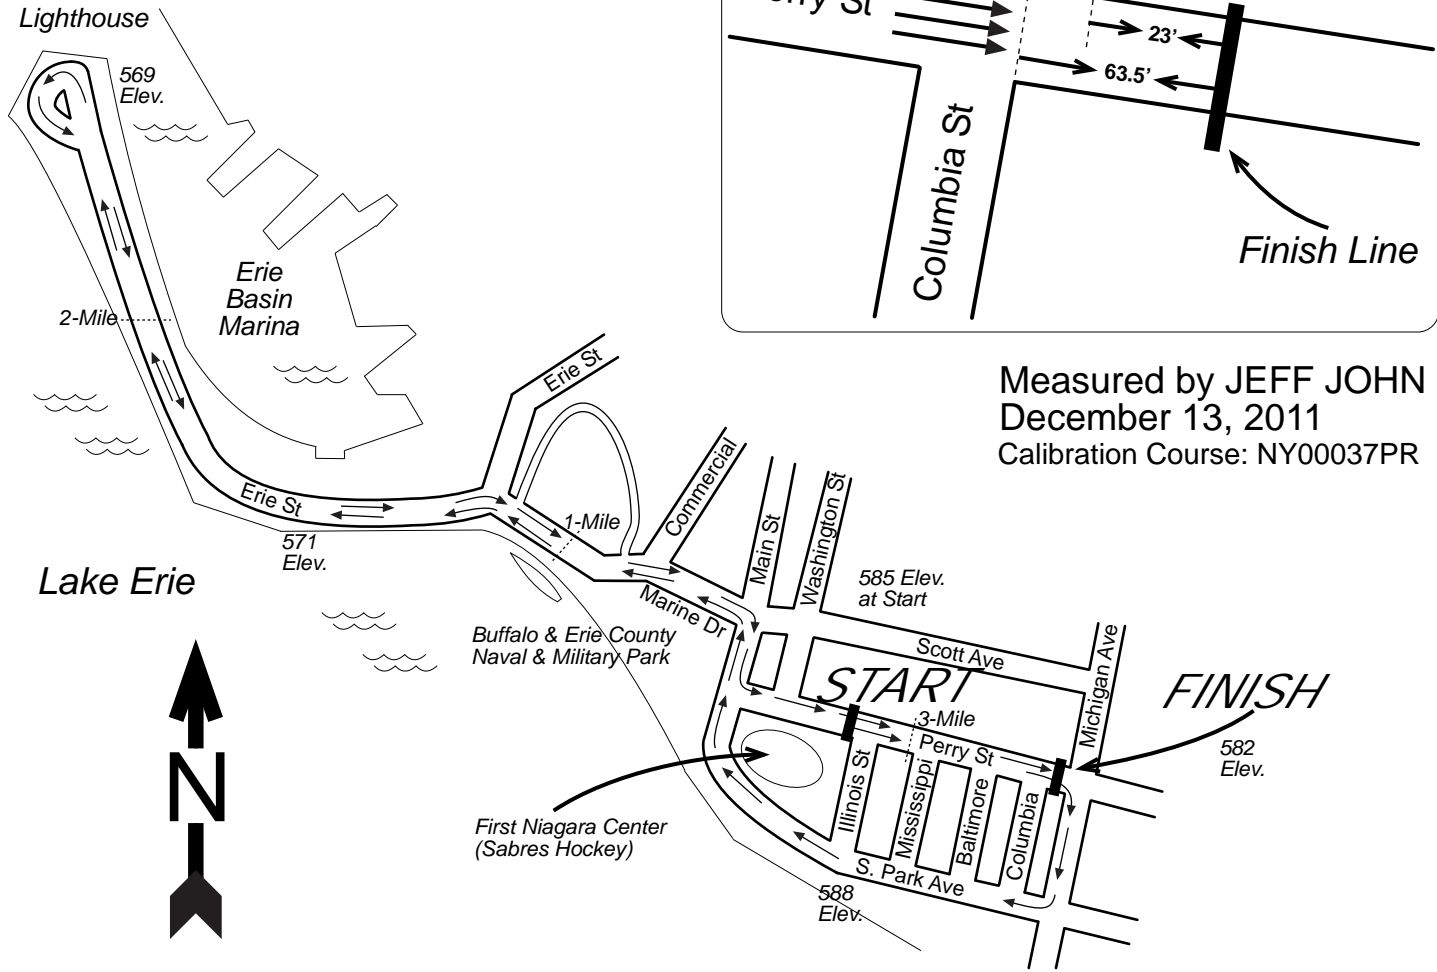 Lighthouse
569
Elev.
Perry St
23'
63.5'
Columbia St
Finish Line
Erie
Basin
Marina
2-Mile
Erie St
Measured by JEFF JOHN
December 13, 2011
Calibration Course: NY00037PR
Erie St
1-Mile
Commercial
Main St
Washington St
571
Elev.
Lake Erie
585 Elev.
at Start
Marine Dr
Buffalo & Erie County
Naval & Military Park
Scott Ave
Michigan Ave
START
FINISH
3-Mile
Perry St
582
Elev.
N
Illinois St
Mississippi
Baltimore
Columbia
First Niagara Center
(Sabres Hockey)
S. Park Ave
588
Elev.